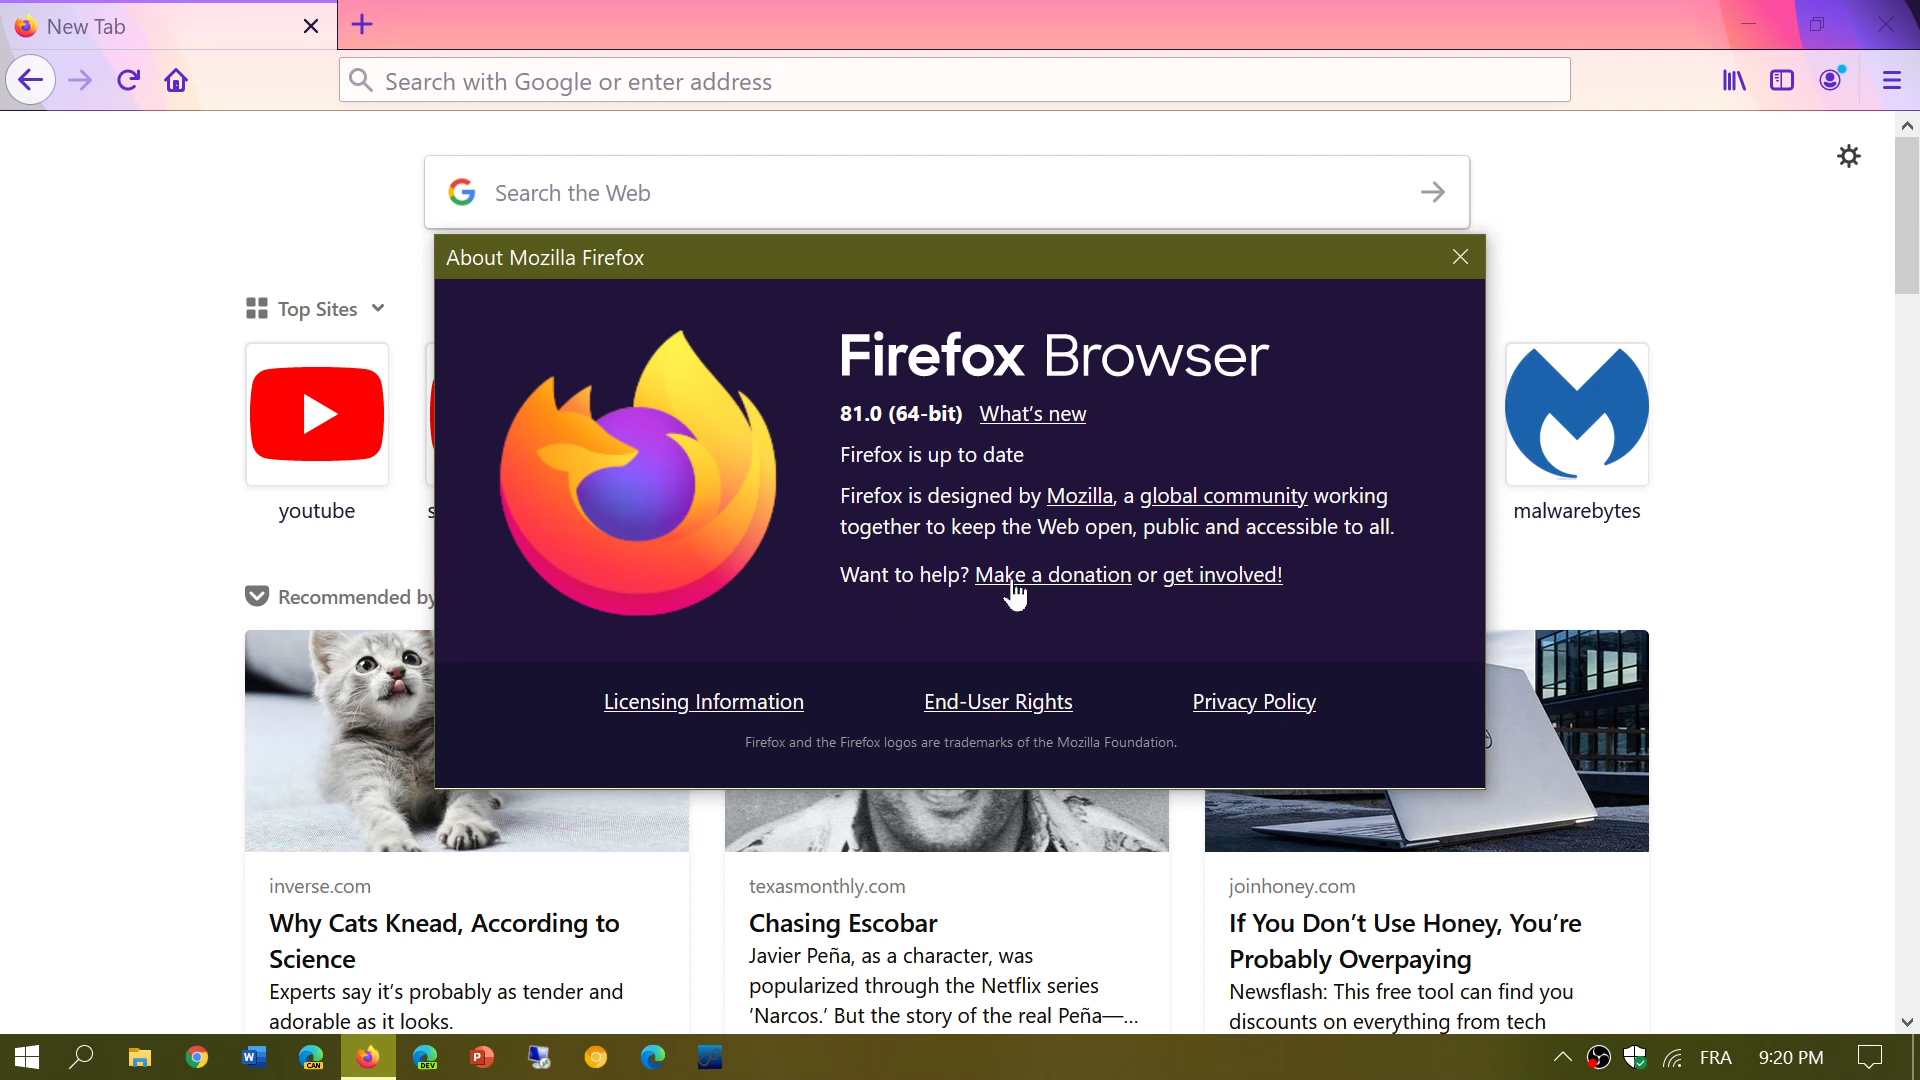 New Tab
Search with Google or enter address
Search the Web
About Mozilla Firefox
Top Sites
Firefox Browser
81.0 (64-bit) What's new
Firefox is up to date
Firefox is designed by Mozilla, a global community working
together to keep the Web open, public and accessible to all.
Want to help? Make a donation or get involved!
youtube
malwarebytes
Recommended by
Licensing Information End-User Rights Privacy Policy
Firefox and the Firefox logos are trademarks of the Mozilla Foundation.
inverse.com
Why Cats Knead, According to
Science
Experts say it's probably as tender and
adorable as it looks.
texasmonthly.com
Chasing Escobar
Javier Peña, as a character, was
popularized through the Netflix series
'Narcos.' But the story of the real Peña—...
joinhoney.com
If You Don't Use Honey, You're
Probably Overpaying
Newsflash: This free tool can find you
discounts on everything from tech
CAN
DEV
FRA
9:20 PM